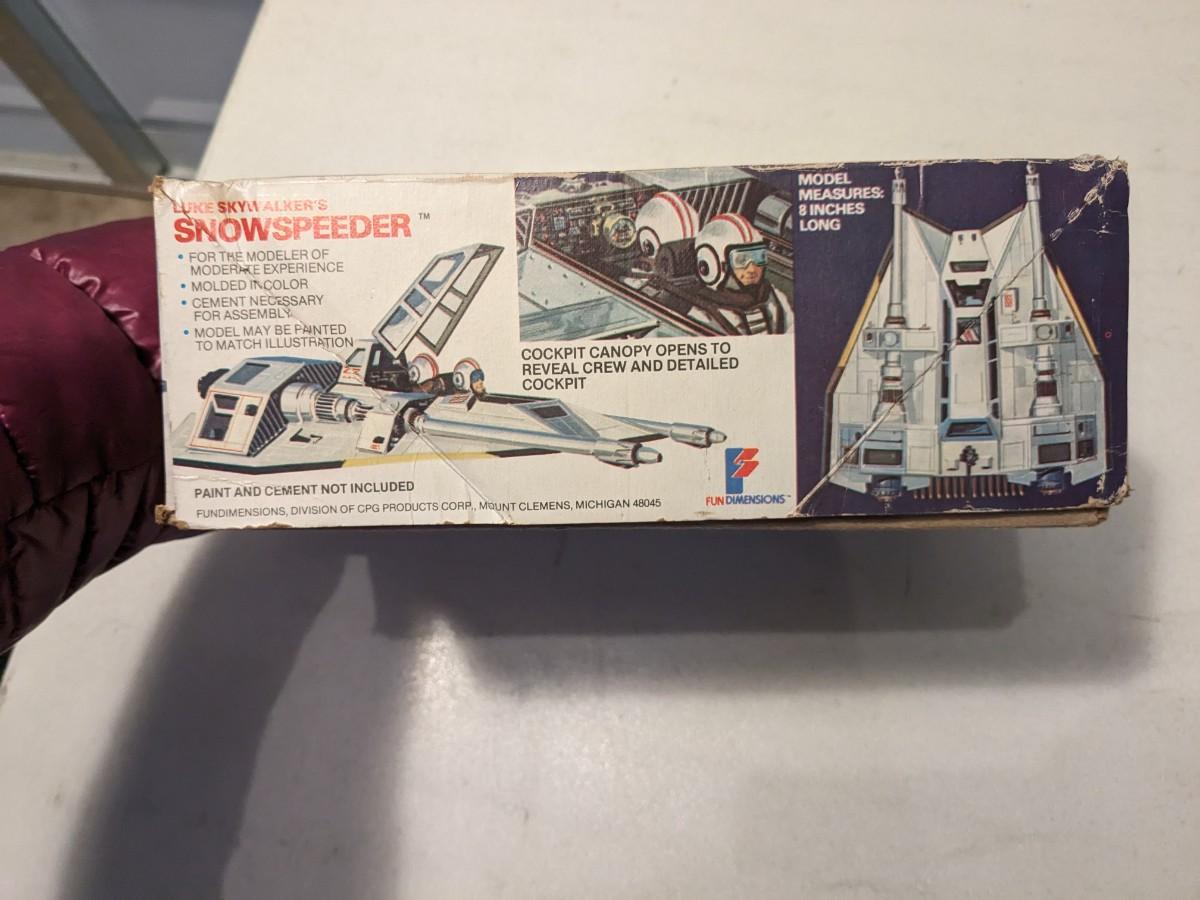 LUKE SKYWALKER'S
SNOWSPEEDER ™
• FOR THE MODELER OF
MODERATE EXPERIENCE
• MOLDED IN COLOR
• CEMENT NECESSARY
FOR ASSEMBLY.
• MODEL MAY BE PAINTED
TO MATCH ILLUSTRATION
COCKPIT CANOPY OPENS TO
REVEAL CREW AND DETAILED
COCKPIT
MODEL
MEASURES:
8 INCHES
LONG
PAINT AND CEMENT NOT INCLUDED
FUNDIMENSIONS, DIVISION OF CPG PRODUCTS CORP., MOUNT CLEMENS, MICHIGAN 48045
FUNDIMENSIONS™